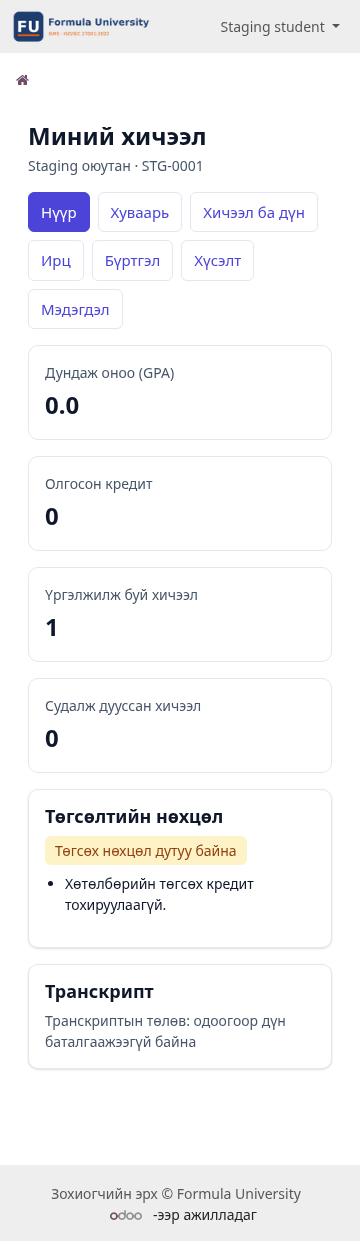 FU Formula University
Staging student
Миний хичээл
Staging оюутан · STG-0001
Нүүр
Хуваарь
Хичээл ба дүн
Ирц
Бүртгэл
Хүсэлт
Мэдэгдэл
Дундаж оноо (GPA)
0.0
Олгосон кредит
0
Үргэлжилж буй хичээл
1
Судалж дууссан хичээл
0
Төгсөлтийн нөхцөл
Төгсөх нөхцөл дутуу байна
Хөтөлбөрийн төгсөх кредит
тохируулаагүй.
Транскрипт
Транскриптын төлөв: одоогоор дүн
баталгаажээгүй байна
Зохиогчийн эрх © Formula University
odoo -ээр ажилладаг